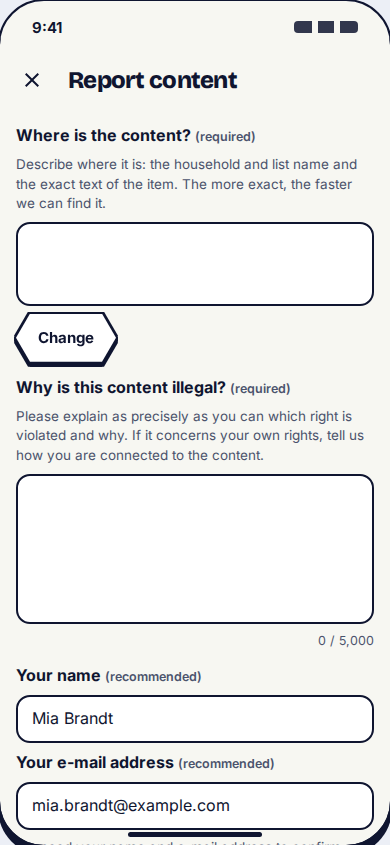 9:41
Report content
Where is the content? (required)
Describe where it is: the household and list name and
the exact text of the item. The more exact, the faster
we can find it.
Change
Why is this content illegal? (required)
Please explain as precisely as you can which right is
violated and why. If it concerns your own rights, tell us
how you are connected to the content.
0 / 5,000
Your name (recommended)
Mia Brandt
Your e-mail address (recommended)
mia.brandt@example.com